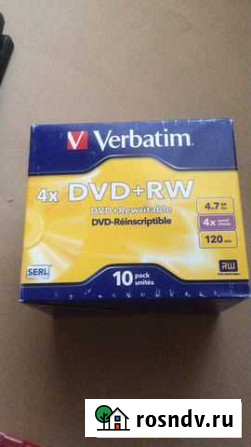 Verbatim.
4x DVD+RW
DVD+Rewritable
DVD-Réinscriptible
4.7
4x
120 min
SERL
10 pack
unités
RW
rosndv.ru